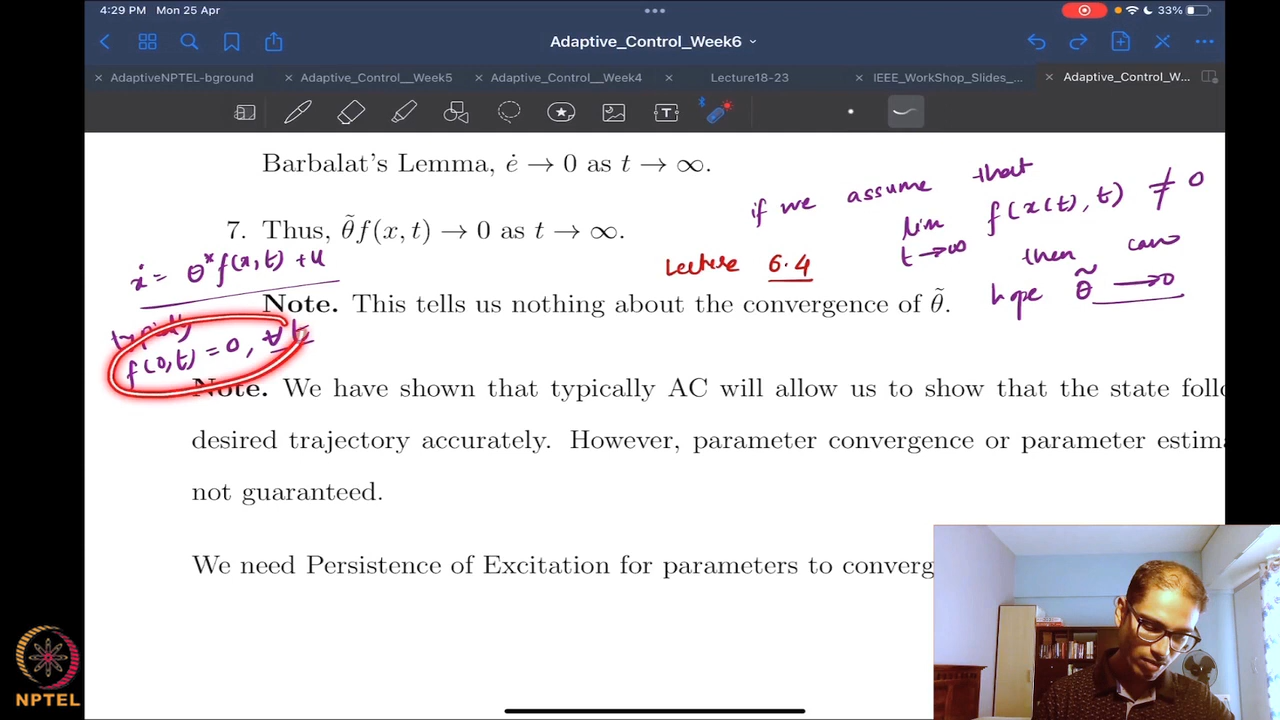 4:29 PM Mon 25 Apr
33%
Adaptive_Control_Week6
AdaptiveNPTEL-bground
Adaptive_Control__Week5
Adaptive_Control__Week4
Lecture18-23
IEEE_WorkShop_Slides_...
Adaptive_Control_W...
Barbalat's Lemma, ė → 0 as t → ∞.
if we assume that
lim t→∞ f(x(t), t) ≠ 0
then can
hope θ̃ → 0
7. Thus, θ̃f(x, t) → 0 as t → ∞.
Lecture 6.4
ẋ = θ* f(x, t) + u
Note. This tells us nothing about the convergence of θ̃.
typically
f(0, t) = 0, ∀ t
Note. We have shown that typically AC will allow us to show that the state follo
desired trajectory accurately. However, parameter convergence or parameter estima
not guaranteed.
We need Persistence of Excitation for parameters to converg
NPTEL